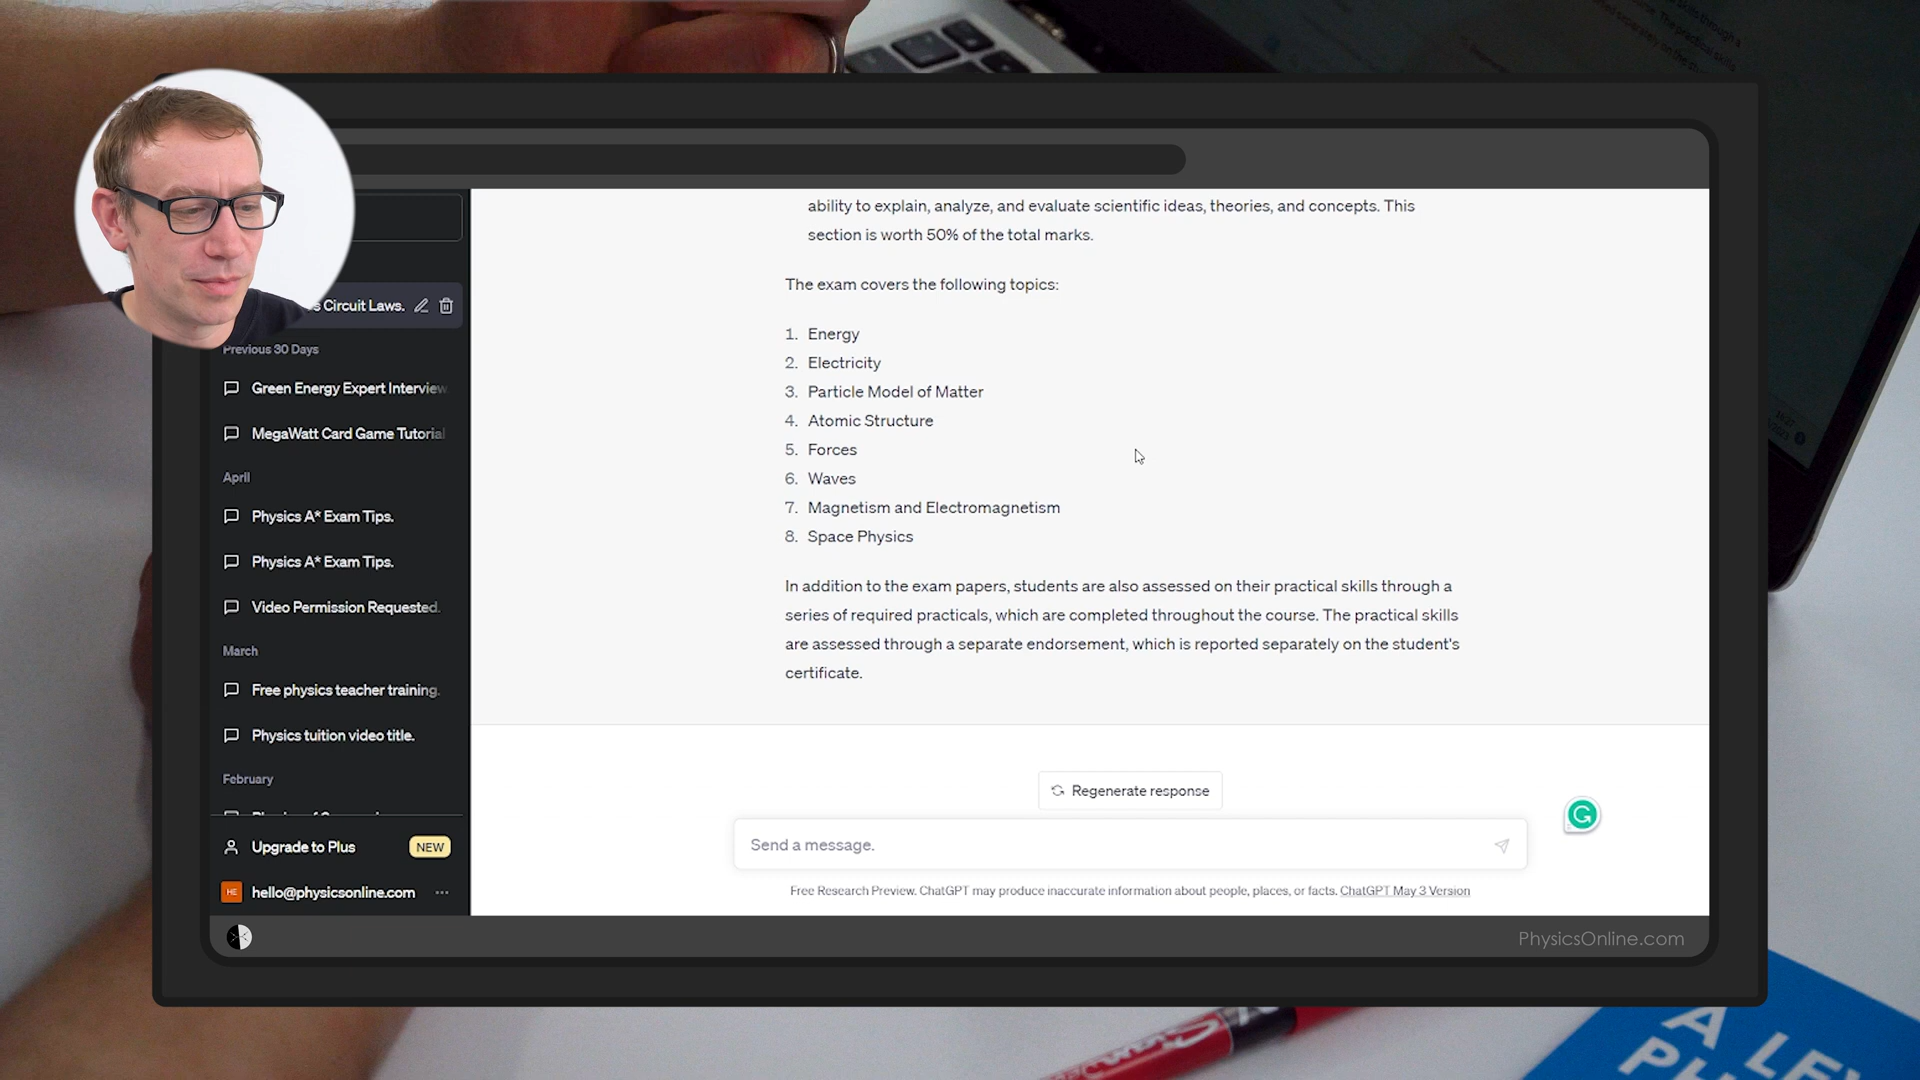 ability to explain, analyze, and evaluate scientific ideas, theories, and concepts. This
section is worth 50% of the total marks.
The exam covers the following topics:
1. Energy
2. Electricity
3. Particle Model of Matter
4. Atomic Structure
5. Forces
6. Waves
7. Magnetism and Electromagnetism
8. Space Physics
In addition to the exam papers, students are also assessed on their practical skills through a
series of required practicals, which are completed throughout the course. The practical skills
are assessed through a separate endorsement, which is reported separately on the student's
certificate.
Regenerate response
Send a message.
Free Research Preview. ChatGPT may produce inaccurate information about people, places, or facts. ChatGPT May 3 Version
Circuit Laws.
Previous 30 Days
Green Energy Expert Interview
MegaWatt Card Game Tutorial
April
Physics A* Exam Tips.
Physics A* Exam Tips.
Video Permission Requested.
March
Free physics teacher training.
Physics tuition video title.
February
Upgrade to Plus
NEW
HE
hello@physicsonline.com
G
PhysicsOnline.com